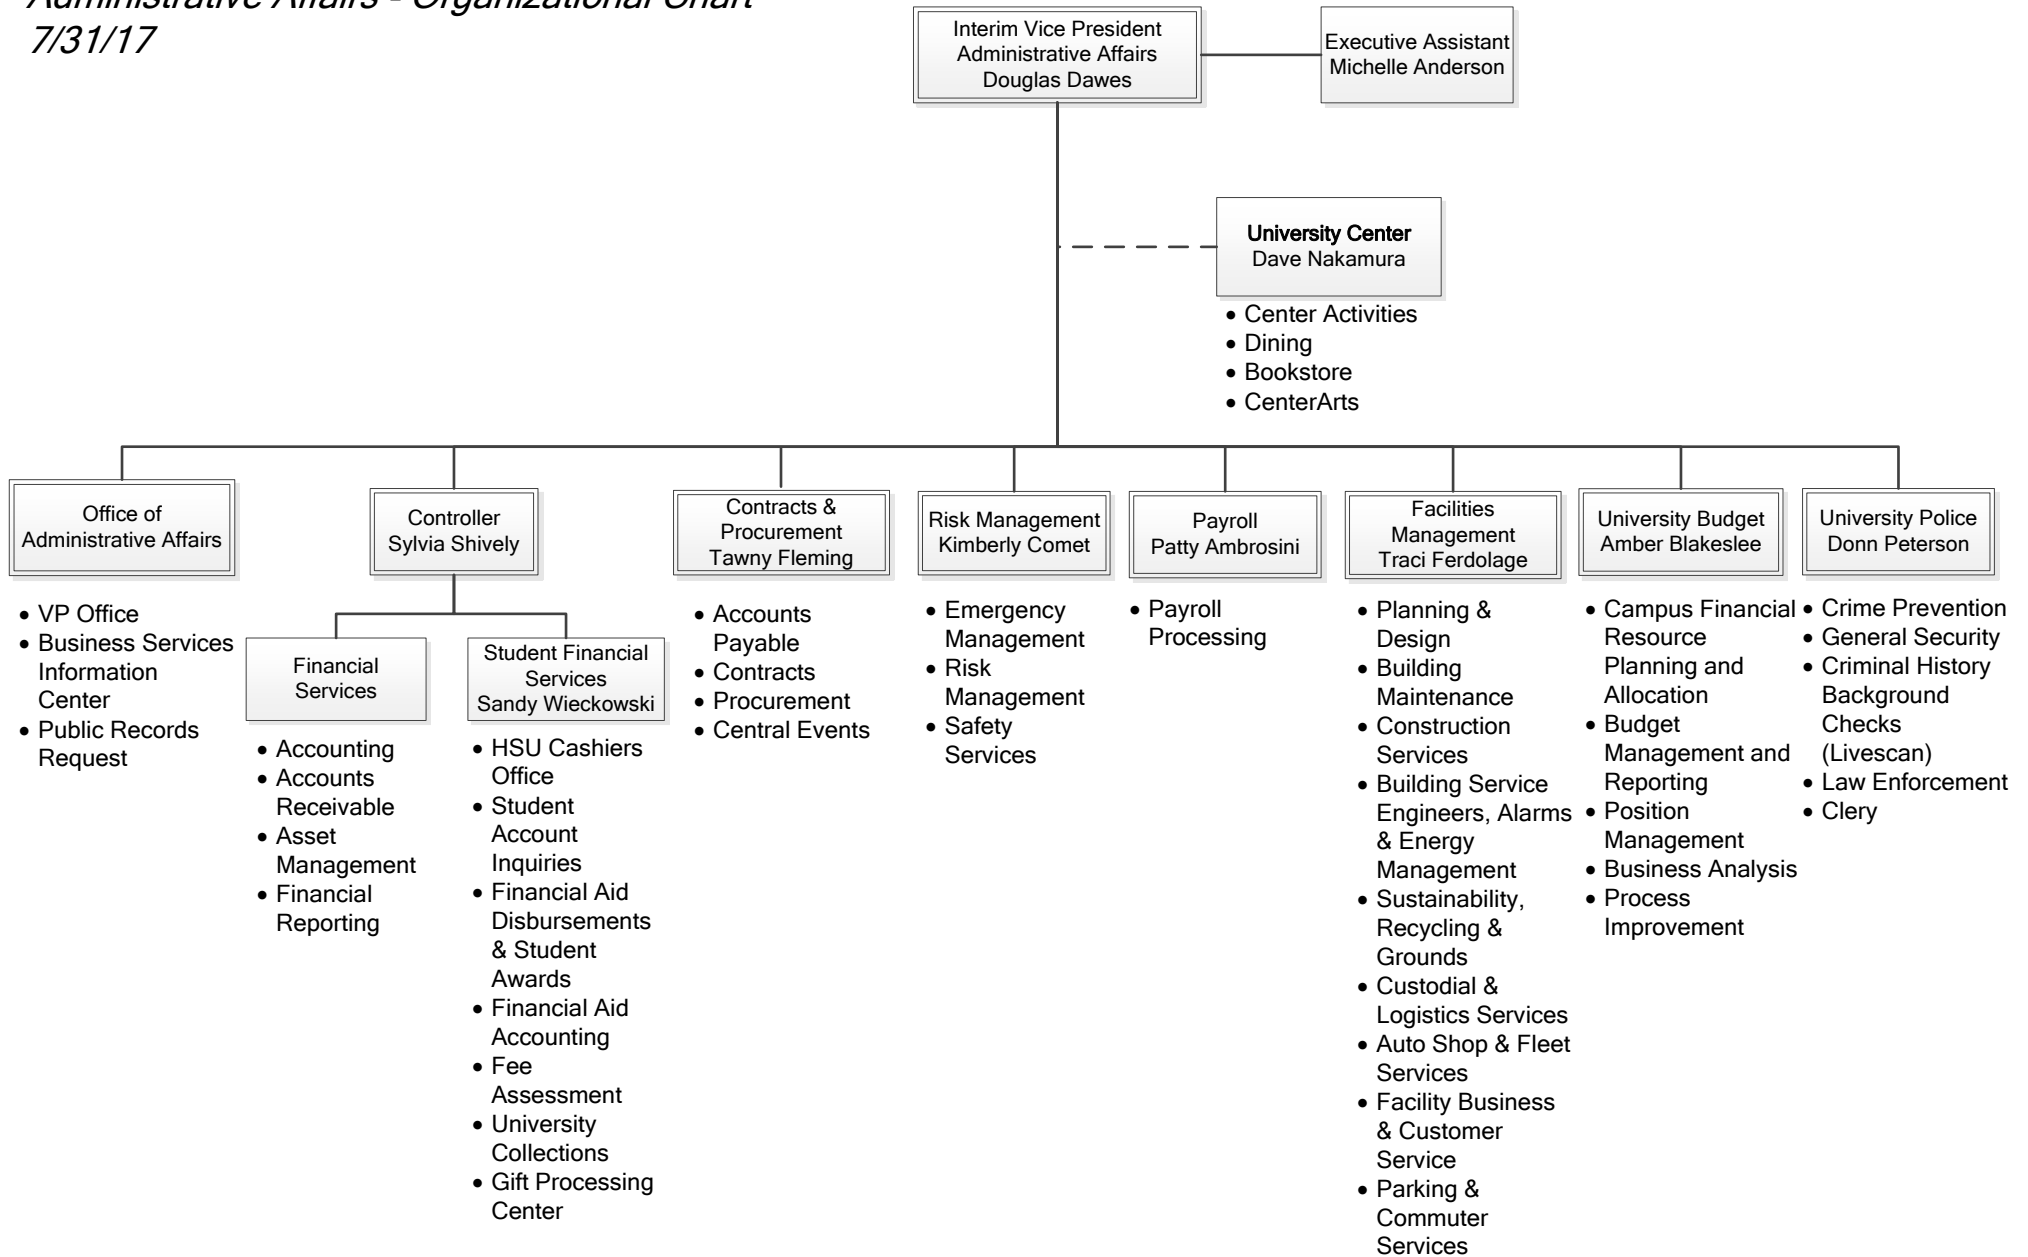 Administrative Affairs - Organizational Chart
7/31/17
Interim Vice President
Administrative Affairs
Douglas Dawes
Executive Assistant
Michelle Anderson
University Center
Dave Nakamura
• Center Activities
• Dining
• Bookstore
• CenterArts
Office of
Administrative Affairs
• VP Office
• Business Services
Information
Center
• Public Records
Request
Controller
Sylvia Shively
Financial
Services
• Accounting
• Accounts
Receivable
• Asset
Management
• Financial
Reporting
Student Financial
Services
Sandy Wieckowski
• HSU Cashiers
Office
• Student
Account
Inquiries
• Financial Aid
Disbursements
& Student
Awards
• Financial Aid
Accounting
• Fee
Assessment
• University
Collections
• Gift Processing
Center
Contracts &
Procurement
Tawny Fleming
• Accounts
Payable
• Contracts
• Procurement
• Central Events
Risk Management
Kimberly Comet
• Emergency
Management
• Risk
Management
• Safety
Services
Payroll
Patty Ambrosini
• Payroll
Processing
Facilities
Management
Traci Ferdolage
• Planning &
Design
• Building
Maintenance
• Construction
Services
• Building Service
Engineers, Alarms
& Energy
Management
• Sustainability,
Recycling &
Grounds
• Custodial &
Logistics Services
• Auto Shop & Fleet
Services
• Facility Business
& Customer
Service
• Parking &
Commuter
Services
University Budget
Amber Blakeslee
• Campus Financial
Resource
Planning and
Allocation
• Budget
Management and
Reporting
• Position
Management
• Business Analysis
• Process
Improvement
University Police
Donn Peterson
• Crime Prevention
• General Security
• Criminal History
Background
Checks
(Livescan)
• Law Enforcement
• Clery